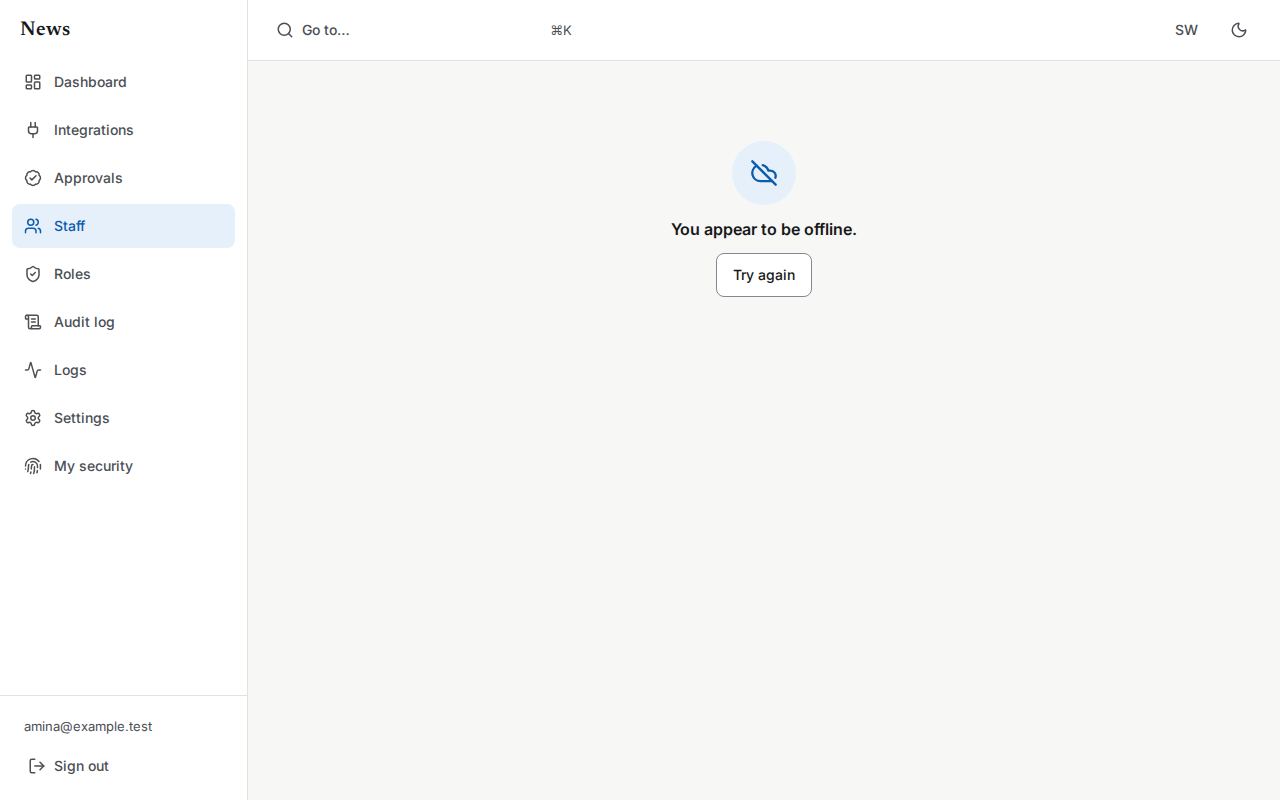 News
Go to...
⌘K
SW
Dashboard
Integrations
Approvals
Staff
Roles
Audit log
Logs
Settings
My security
You appear to be offline.
Try again
amina@example.test
Sign out